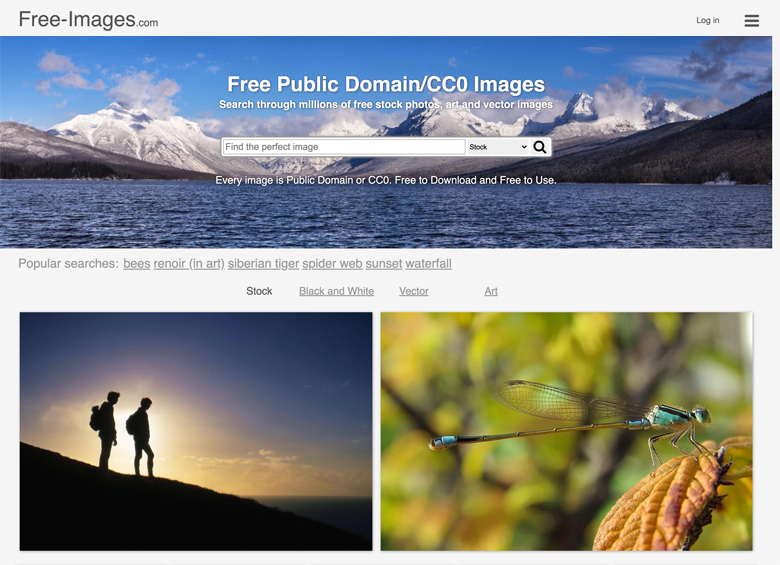 Free-Images.com
Log in
Free Public Domain/CC0 Images
Search through millions of free stock photos, art and vector images
Find the perfect image
Stock
Every image is Public Domain or CC0. Free to Download and Free to Use.
Popular searches: bees renoir (in art) siberian tiger spider web sunset waterfall
Stock Black and White Vector Art